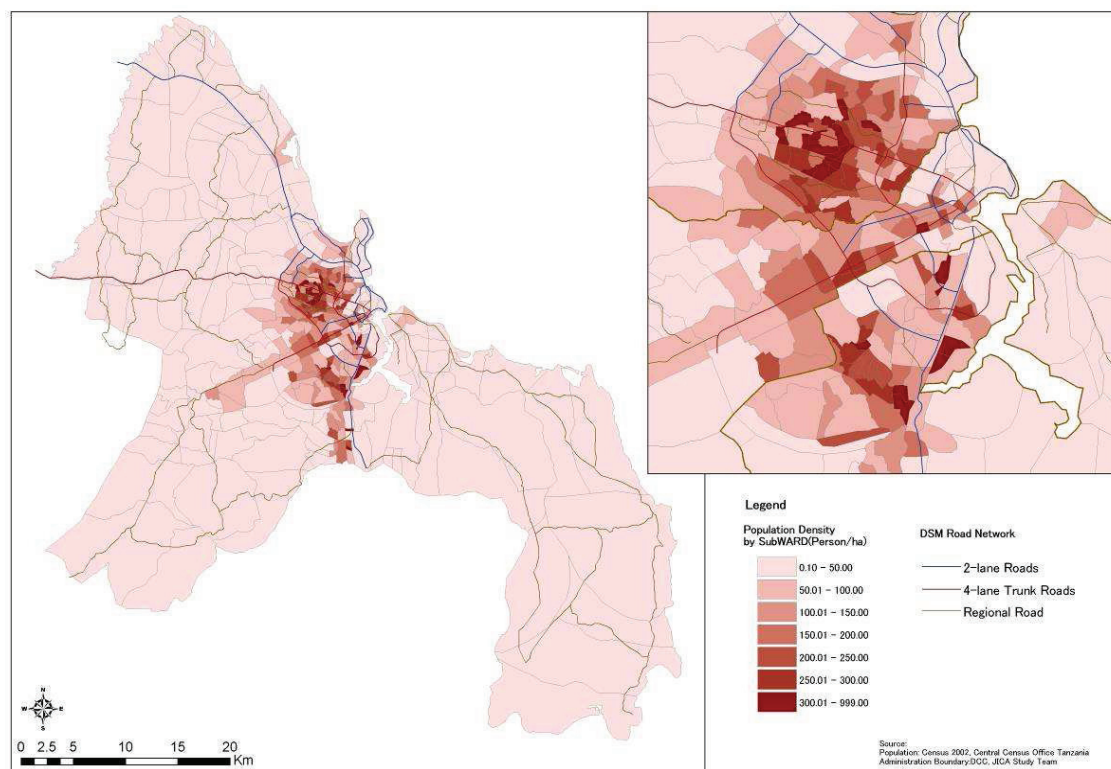 Legend
Population Density
by SubWARD(Person/ha)
0.10 - 50.00
50.01 - 100.00
100.01 - 150.00
150.01 - 200.00
200.01 - 250.00
250.01 - 300.00
300.01 - 999.00
DSM Road Network
2-lane Roads
4-lane Trunk Roads
Regional Road
N
W E
S
0 2.5 5 10 15 20
Km
Source:
Population: Census 2002, Central Census Office Tanzania
Administration Boundary:DCC, JICA Study Team